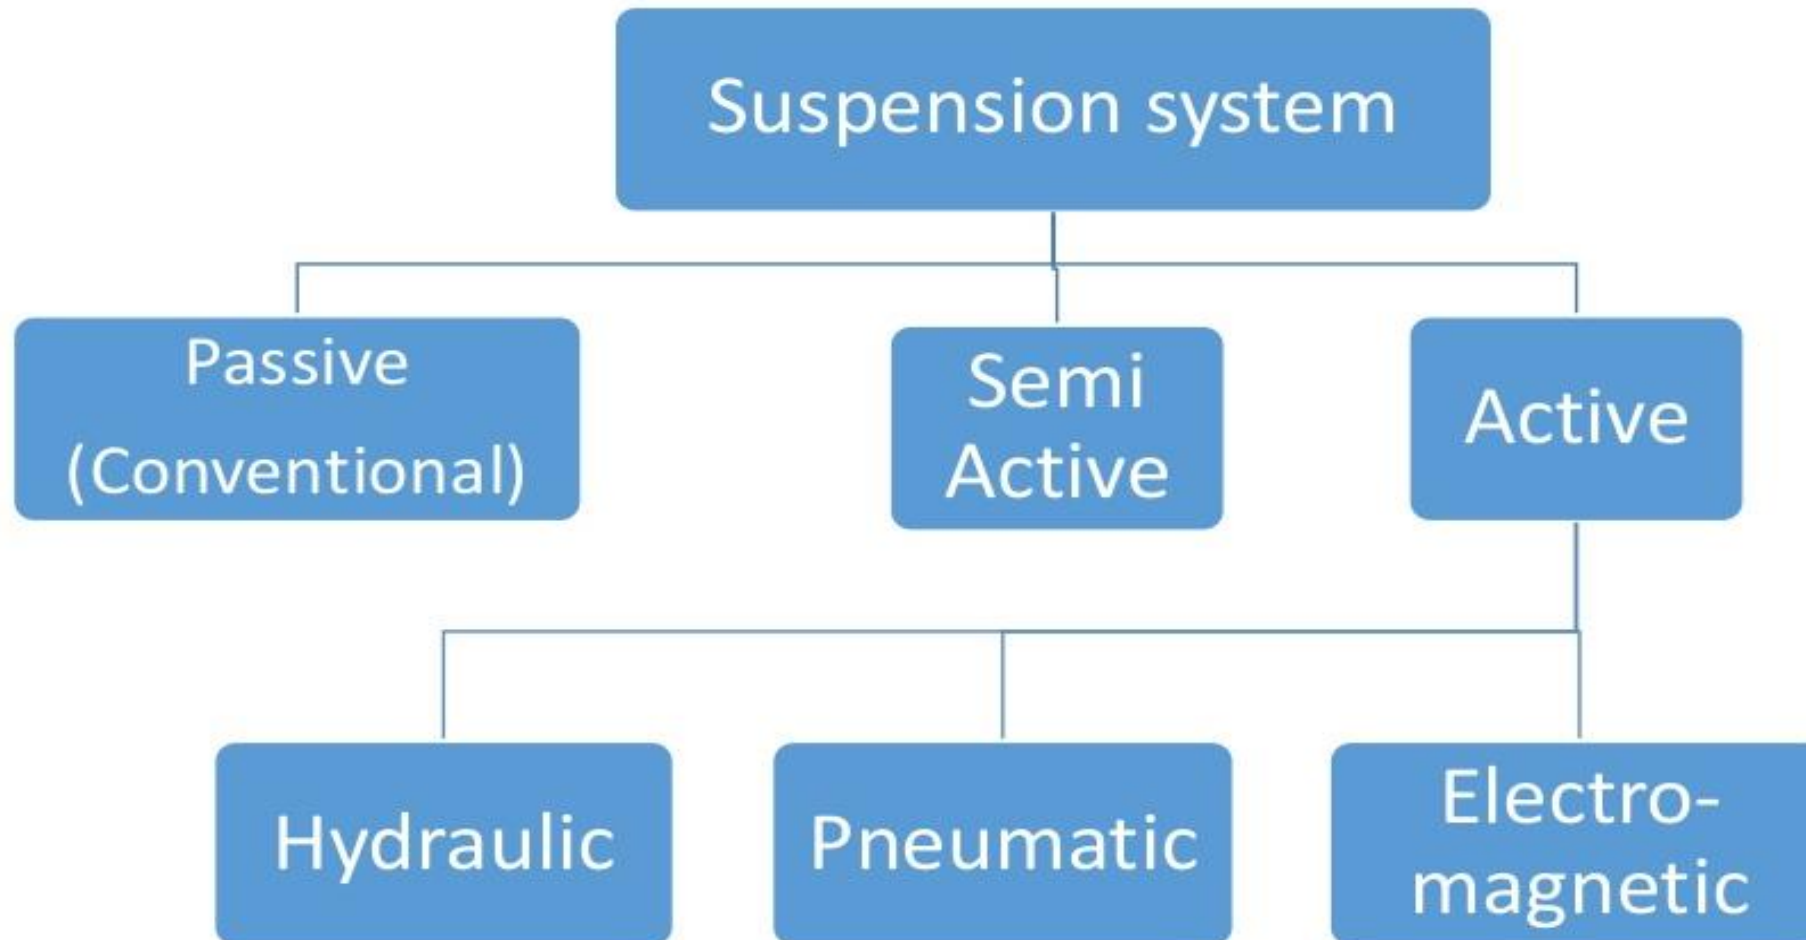 Suspension system
Passive
(Conventional)
Semi
Active
Active
Hydraulic
Pneumatic
Electro-
magnetic